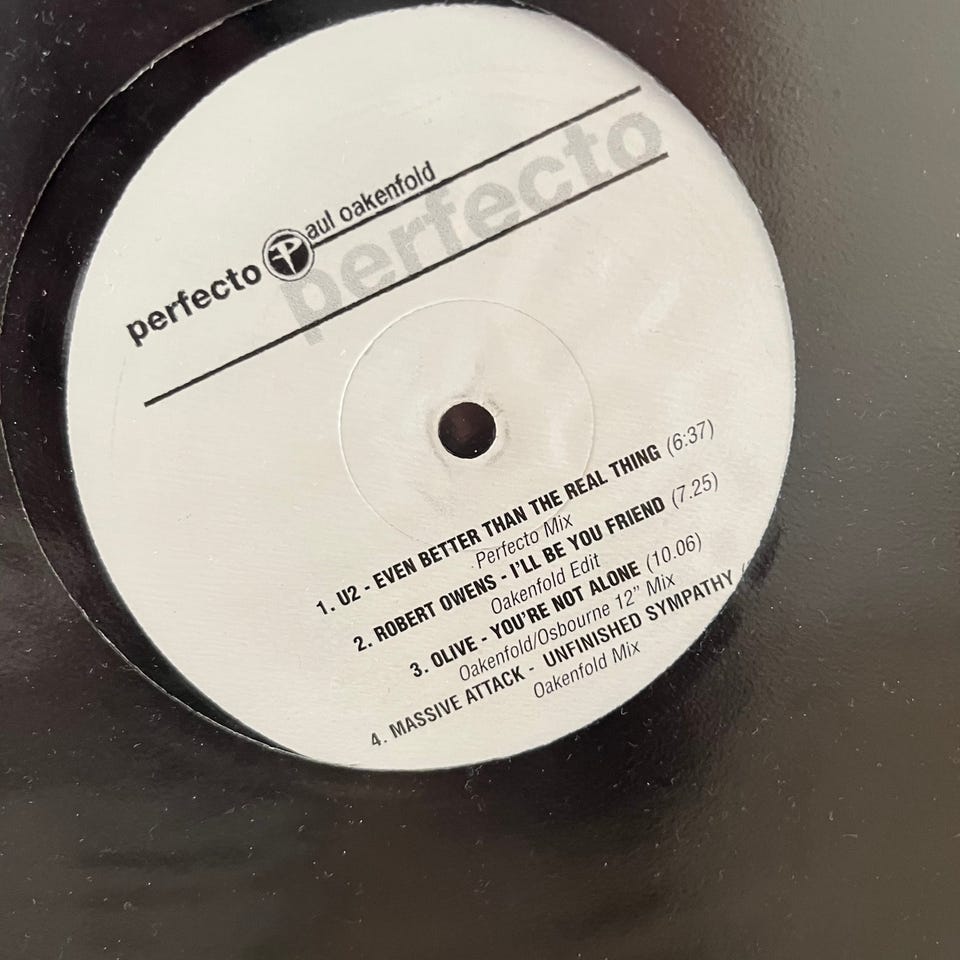 perfecto Paul oakenfold
perfecto
1. U2 - EVEN BETTER THAN THE REAL THING (6:37)
Perfecto Mix
2. ROBERT OWENS - I'LL BE YOU FRIEND (7.25)
Oakenfold Edit
3. OLIVE - YOU'RE NOT ALONE (10.06)
Oakenfold/Osbourne 12" Mix
4. MASSIVE ATTACK - UNFINISHED SYMPATHY (
Oakenfold Mix